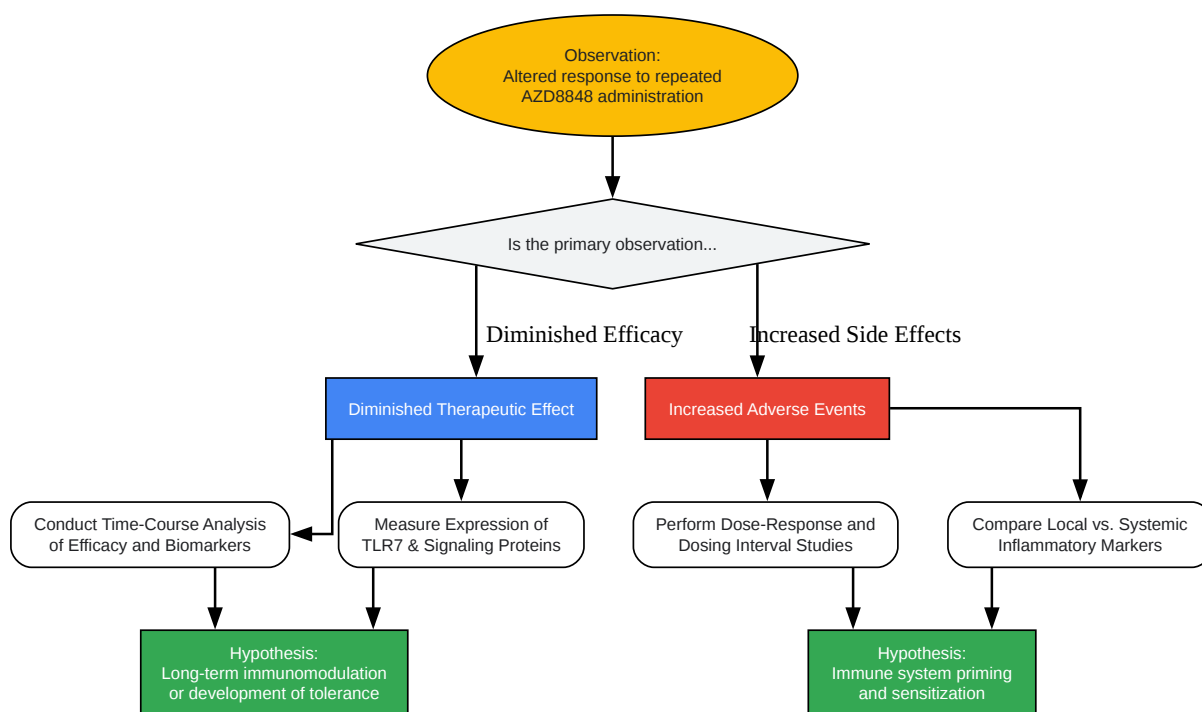 Observation:
Altered response to repeated
AZD8848 administration
Is the primary observation...
Diminished Efficacy
Increased Side Effects
Diminished Therapeutic Effect
Increased Adverse Events
Conduct Time-Course Analysis
of Efficacy and Biomarkers
Measure Expression of
TLR7 & Signaling Proteins
Perform Dose-Response and
Dosing Interval Studies
Compare Local vs. Systemic
Inflammatory Markers
Hypothesis:
Long-term immunomodulation
or development of tolerance
Hypothesis:
Immune system priming
and sensitization